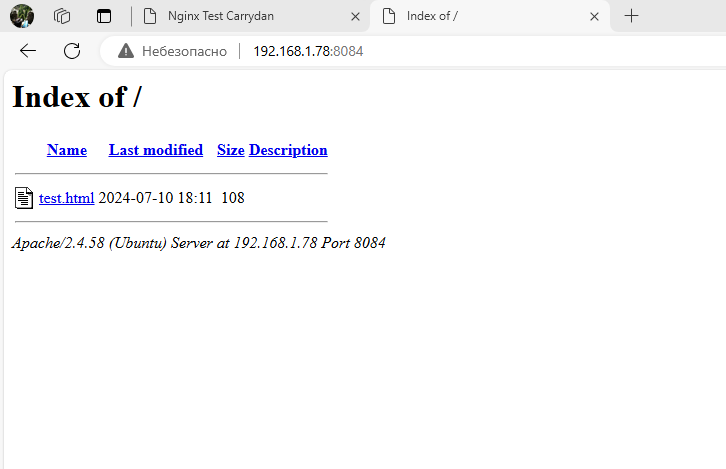 Nginx Test Carrydan
Index of /
Небезопасно 192.168.1.78:8084
Index of /
Name Last modified Size Description
test.html 2024-07-10 18:11 108
Apache/2.4.58 (Ubuntu) Server at 192.168.1.78 Port 8084